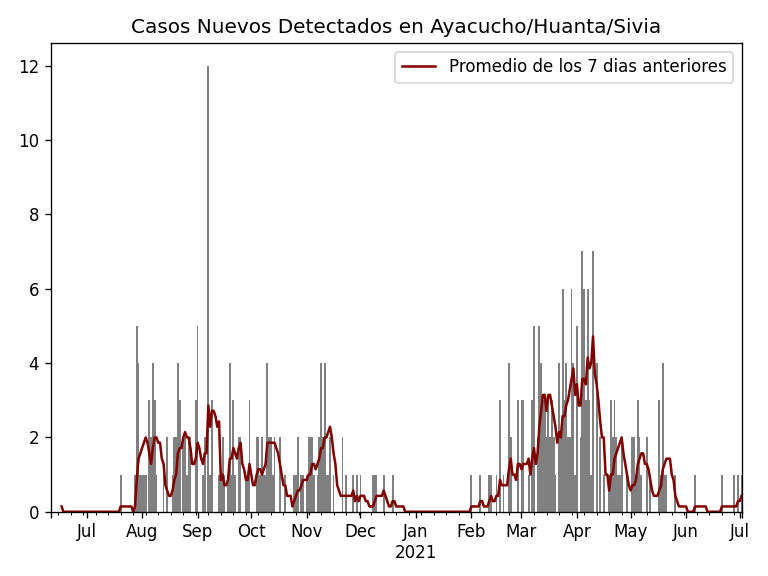 Casos Nuevos Detectados en Ayacucho/Huanta/Sivia
Promedio de los 7 dias anteriores
12
10
8
6
4
2
0
Jul Aug Sep Oct Nov Dec Jan Feb Mar Apr May Jun Jul
2021